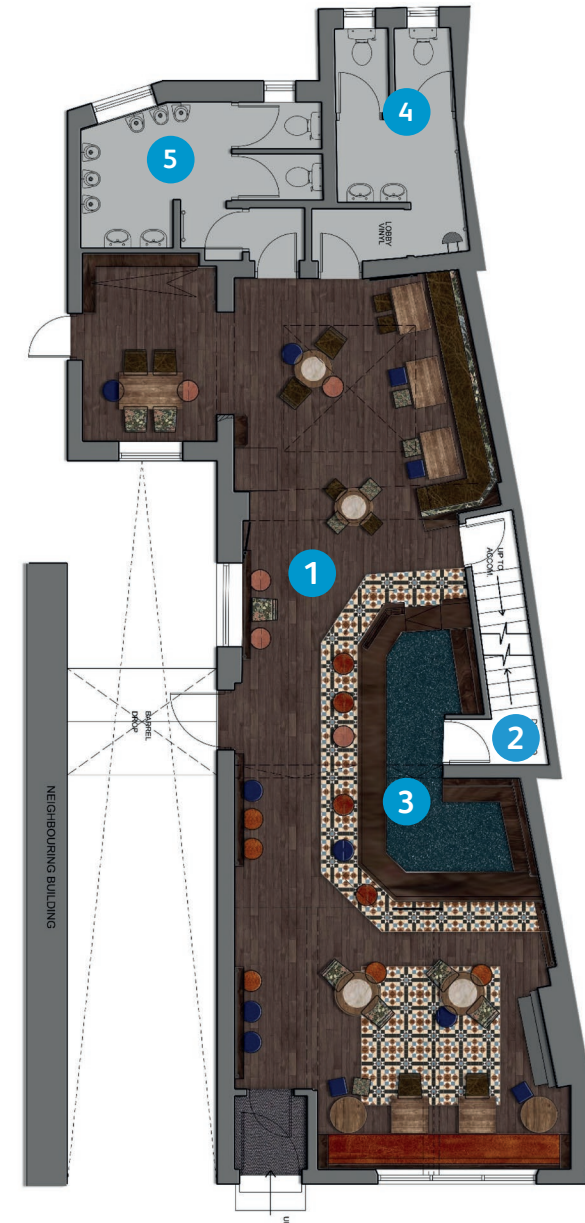 4
5
LOBBY
VINYL
1
UP TO
ACCOM.
BARREL
DROP
2
3
NEIGHBOURING BUILDING